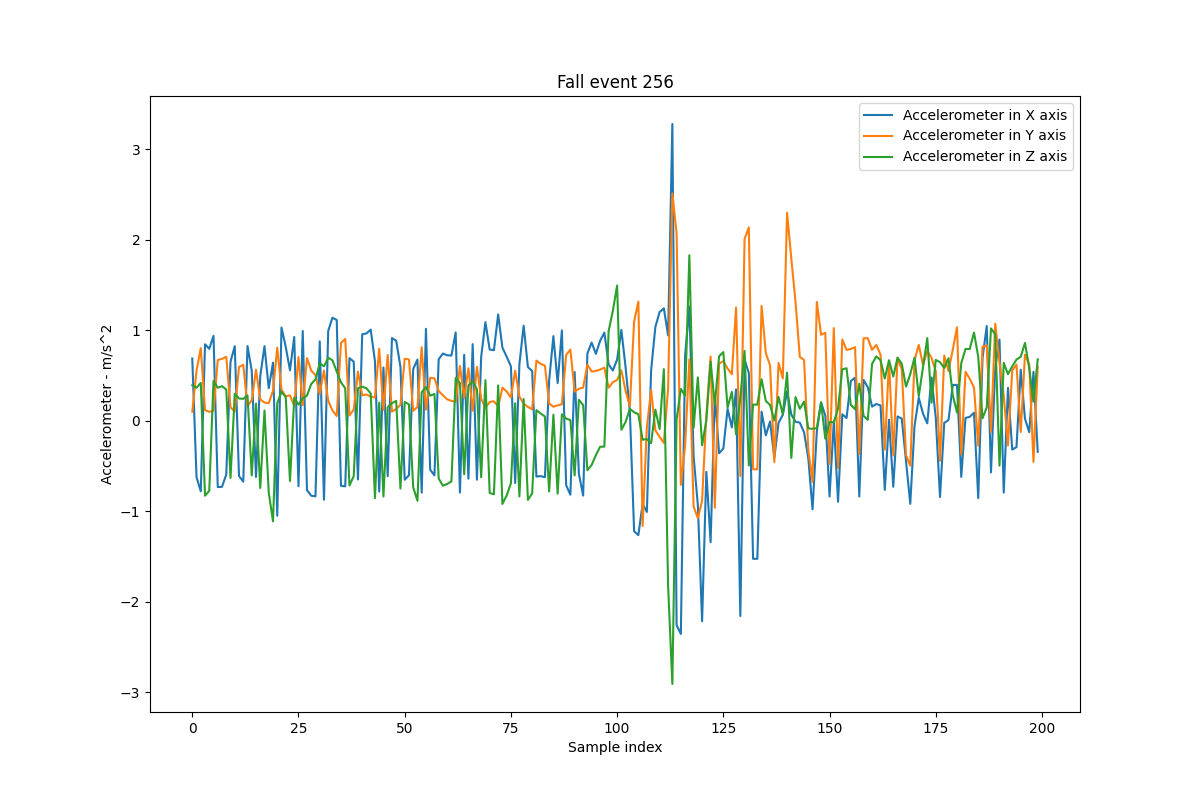 Fall event 256
Accelerometer in X axis
Accelerometer in Y axis
Accelerometer in Z axis
Accelerometer - m/s^2
3
2
1
0
−1
−2
−3
0
25
50
75
100
125
150
175
200
Sample index